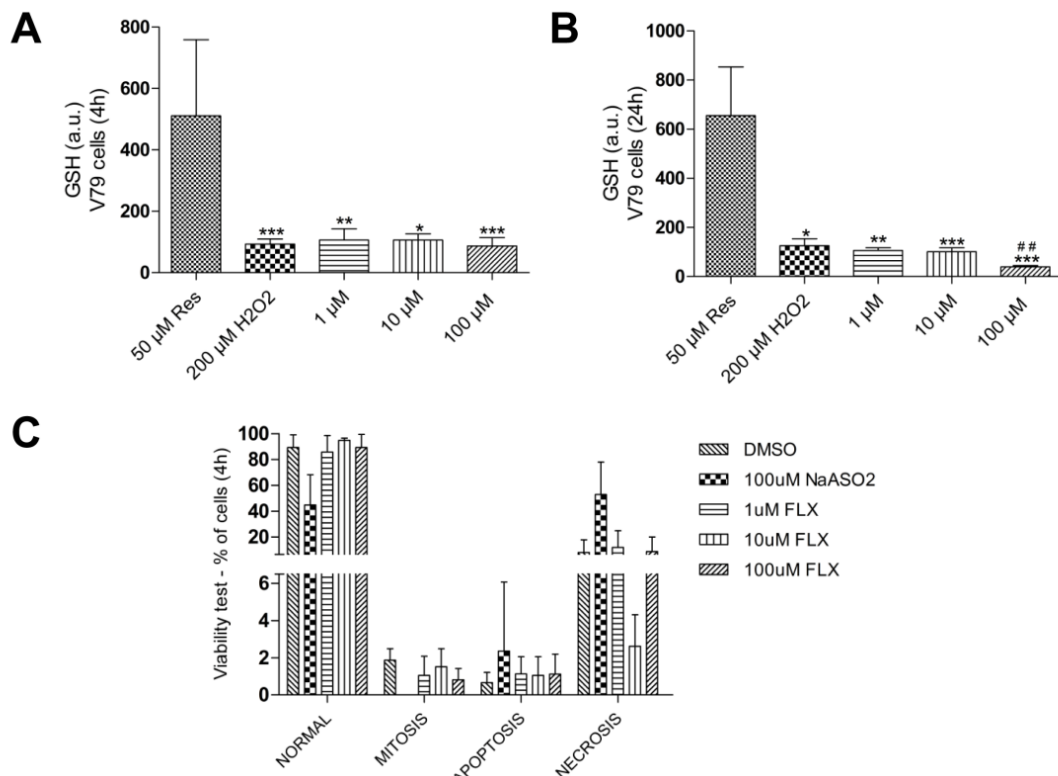 A
GSH (a.u.)
V79 cells (4h)
800
600
400
200
0
***
**
*
***
50 µM Res
200 µM H2O2
1 µM
10 µM
100 µM
B
GSH (a.u.)
V79 cells (24h)
1000
800
600
400
200
0
*
**
***
##
***
50 µM Res
200 µM H2O2
1 µM
10 µM
100 µM
C
Viability test - % of cells (4h)
100
80
60
40
20
6
4
2
0
NORMAL
MITOSIS
APOPTOSIS
NECROSIS
DMSO
100uM NaASO2
1uM FLX
10uM FLX
100uM FLX